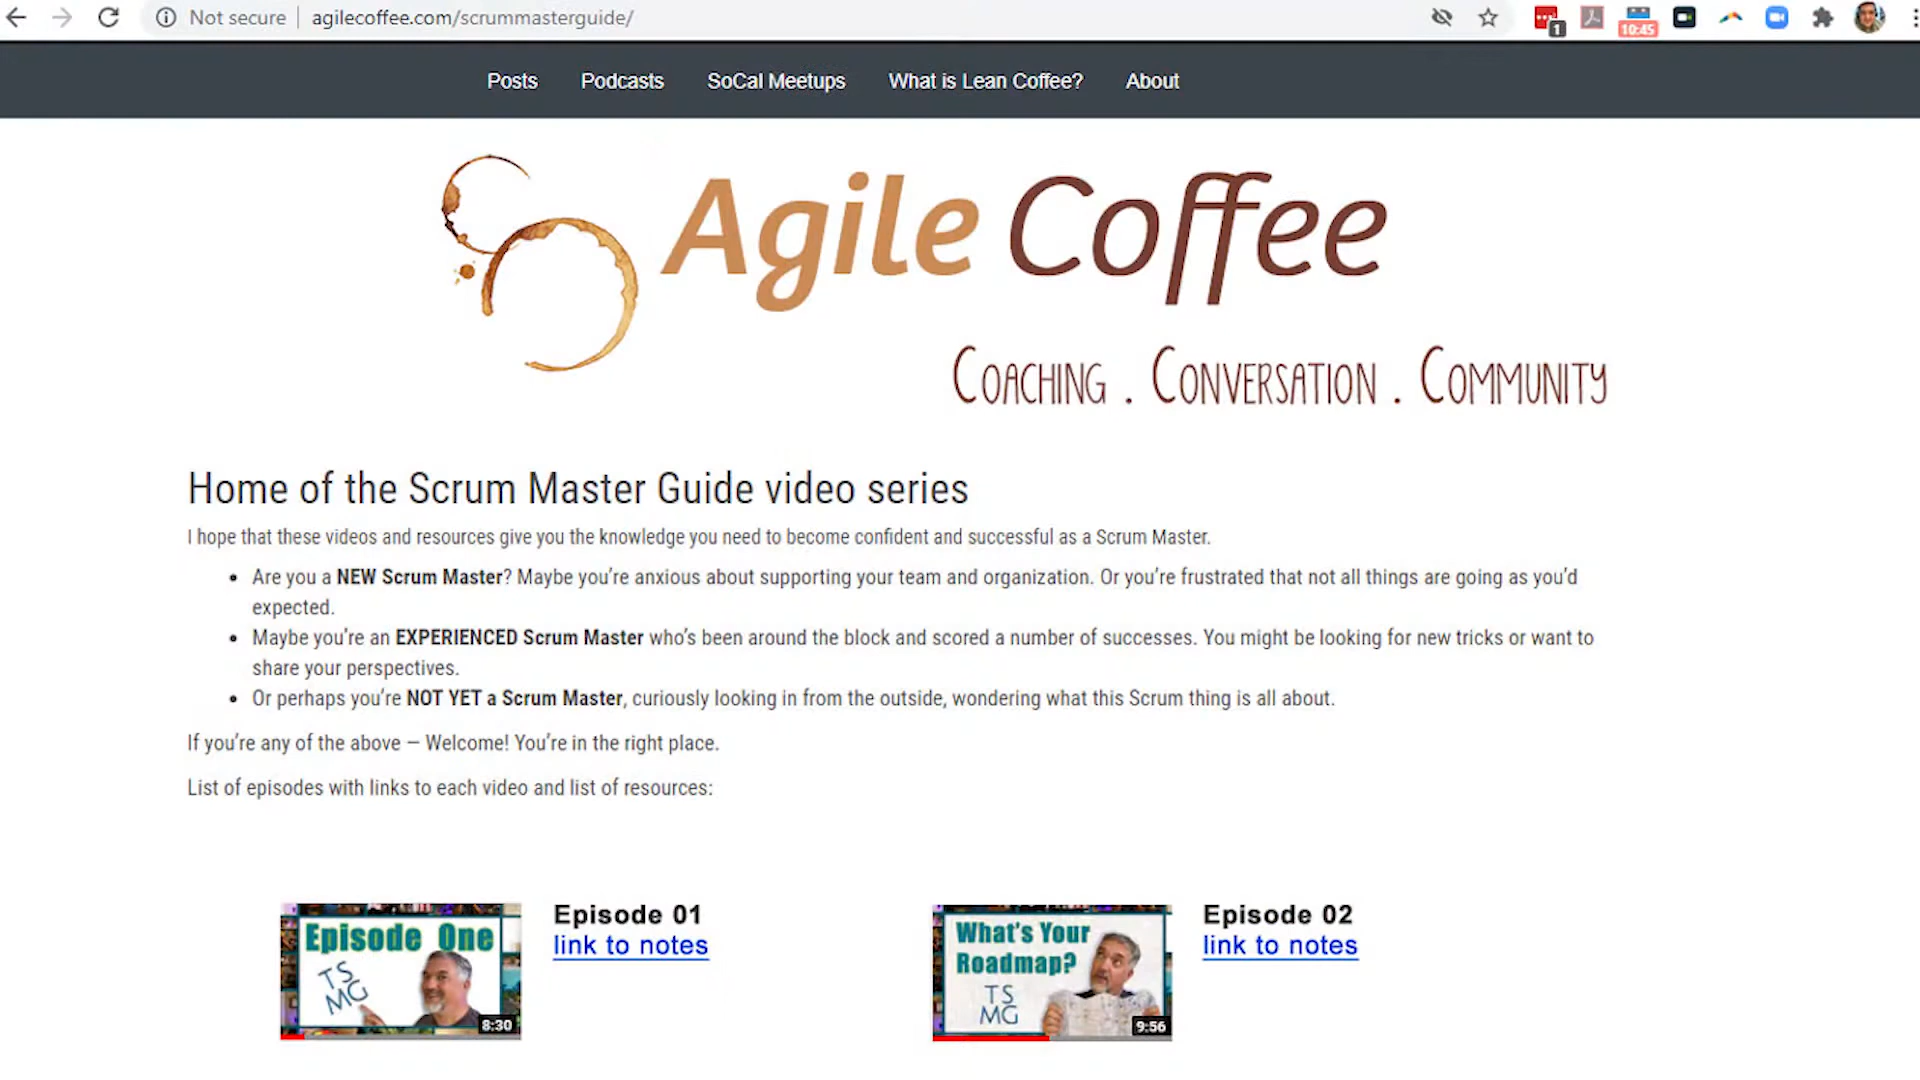 Not secure agilecoffee.com/scrummasterguide/
1
10:45
Posts Podcasts SoCal Meetups What is Lean Coffee? About
Agile Coffee
COACHING . CONVERSATION . COMMUNITY
Home of the Scrum Master Guide video series
I hope that these videos and resources give you the knowledge you need to become confident and successful as a Scrum Master.
• Are you a NEW Scrum Master? Maybe you’re anxious about supporting your team and organization. Or you’re frustrated that not all things are going as you’d
expected.
• Maybe you’re an EXPERIENCED Scrum Master who’s been around the block and scored a number of successes. You might be looking for new tricks or want to
share your perspectives.
• Or perhaps you’re NOT YET a Scrum Master, curiously looking in from the outside, wondering what this Scrum thing is all about.
If you’re any of the above – Welcome! You’re in the right place.
List of episodes with links to each video and list of resources:
Episode One
TS
MG
8:30
Episode 01
link to notes
What's Your
Roadmap?
TS
MG
9:56
Episode 02
link to notes